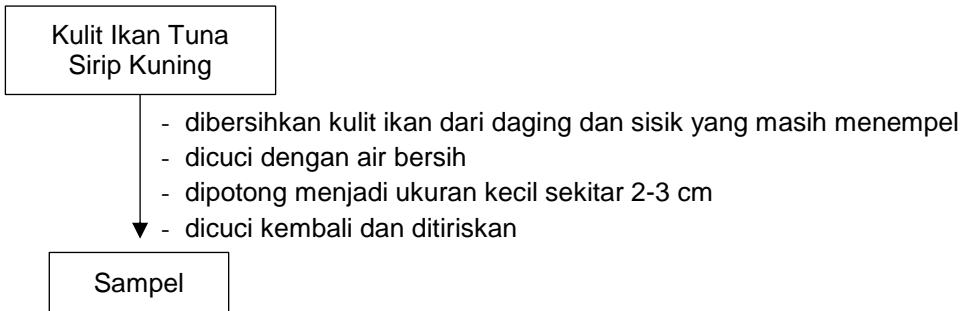 Kulit Ikan Tuna
Sirip Kuning
- dibersihkan kulit ikan dari daging dan sisik yang masih menempel
- dicuci dengan air bersih
- dipotong menjadi ukuran kecil sekitar 2-3 cm
- dicuci kembali dan ditiriskan
Sampel